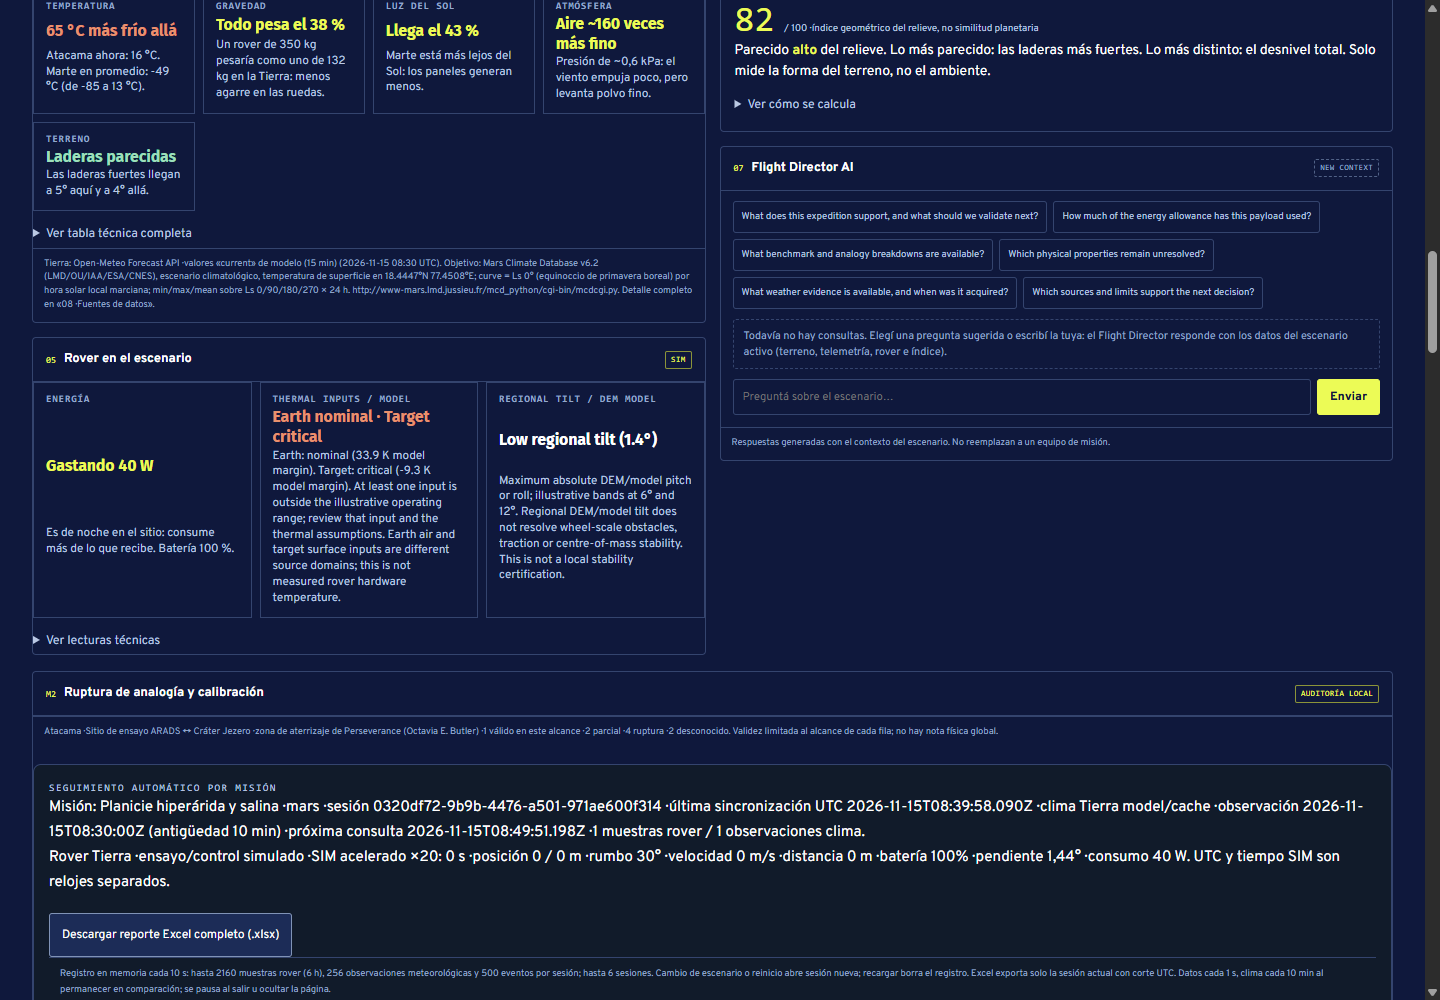 TEMPERATURA
65 °C más frío allá
Atacama ahora: 16 °C.
Marte en promedio: -49
°C (de -85 a 13 °C).
GRAVEDAD
Todo pesa el 38 %
Un rover de 350 kg
pesaría como uno de 132
kg en la Tierra: menos
agarre en las ruedas.
LUZ DEL SOL
Llega el 43 %
Marte está más lejos del
Sol: los paneles generan
menos.
ATMÓSFERA
Aire ~160 veces
más fino
Presión de ~0,6 kPa: el
viento empuja poco, pero
levanta polvo fino.
TERRENO
Laderas parecidas
Las laderas fuertes llegan
a 5° aquí y a 4° allá.
Ver tabla técnica completa
Tierra: Open-Meteo Forecast API ·valores «current» de modelo (15 min) (2026-11-15 08:30 UTC). Objetivo: Mars Climate Database v6.2
(LMD/OU/IAA/ESA/CNES), escenario climatológico, temperatura de superficie en 18.4447°N 77.4508°E; curve = Ls 0° (equinoccio de primavera boreal) por
hora solar local marciana; min/max/mean sobre Ls 0/90/180/270 × 24 h. http://www-mars.lmd.jussieu.fr/mcd_python/cgi-bin/mcdcgi.py. Detalle completo
en «08 ·Fuentes de datos».
82 / 100 ·índice geométrico del relieve, no similitud planetaria
Parecido alto del relieve. Lo más parecido: las laderas más fuertes. Lo más distinto: el desnivel total. Solo
mide la forma del terreno, no el ambiente.
Ver cómo se calcula
07 Flight Director AI
NEW CONTEXT
What does this expedition support, and what should we validate next?
How much of the energy allowance has this payload used?
What benchmark and analogy breakdowns are available?
Which physical properties remain unresolved?
What weather evidence is available, and when was it acquired?
Which sources and limits support the next decision?
Todavía no hay consultas. Elegí una pregunta sugerida o escribí la tuya: el Flight Director responde con los datos del escenario
activo (terreno, telemetría, rover e índice).
Preguntá sobre el escenario...
Enviar
Respuestas generadas con el contexto del escenario. No reemplazan a un equipo de misión.
05 Rover en el escenario
SIM
ENERGÍA
Gastando 40 W
Es de noche en el sitio: consume
más de lo que recibe. Batería 100 %.
THERMAL INPUTS / MODEL
Earth nominal · Target
critical
Earth: nominal (33.9 K model
margin). Target: critical (-9.3 K
model margin). At least one input is
outside the illustrative operating
range; review that input and the
thermal assumptions. Earth air and
target surface inputs are different
source domains; this is not
measured rover hardware
temperature.
REGIONAL TILT / DEM MODEL
Low regional tilt (1.4°)
Maximum absolute DEM/model pitch
or roll; illustrative bands at 6° and
12°. Regional DEM/model tilt does
not resolve wheel-scale obstacles,
traction or centre-of-mass stability.
This is not a local stability
certification.
Ver lecturas técnicas
M2 Ruptura de analogía y calibración
AUDITORÍA LOCAL
Atacama ·Sitio de ensayo ARADS ↔ Cráter Jezero ·zona de aterrizaje de Perseverance (Octavia E. Butler) ·1 válido en este alcance ·2 parcial ·4 ruptura ·2 desconocido. Validez limitada al alcance de cada fila; no hay nota física global.
SEGUIMIENTO AUTOMÁTICO POR MISIÓN
Misión: Planicie hiperárida y salina ·mars ·sesión 0320df72-9b9b-4476-a501-971ae600f314 ·última sincronización UTC 2026-11-15T08:39:58.090Z ·clima Tierra model/cache ·observación 2026-11-
15T08:30:00Z (antigüedad 10 min) ·próxima consulta 2026-11-15T08:49:51.198Z ·1 muestras rover / 1 observaciones clima.
Rover Tierra ·ensayo/control simulado ·SIM acelerado ×20: 0 s ·posición 0 / 0 m ·rumbo 30° ·velocidad 0 m/s ·distancia 0 m ·batería 100% ·pendiente 1,44° ·consumo 40 W. UTC y tiempo SIM son
relojes separados.
Descargar reporte Excel completo (.xlsx)
Registro en memoria cada 10 s: hasta 2160 muestras rover (6 h), 256 observaciones meteorológicas y 500 eventos por sesión; hasta 6 sesiones. Cambio de escenario o reinicio abre sesión nueva; recargar borra el registro. Excel exporta solo la sesión actual con corte UTC. Datos cada 1 s, clima cada 10 min al
permanecer en comparación; se pausa al salir u ocultar la página.